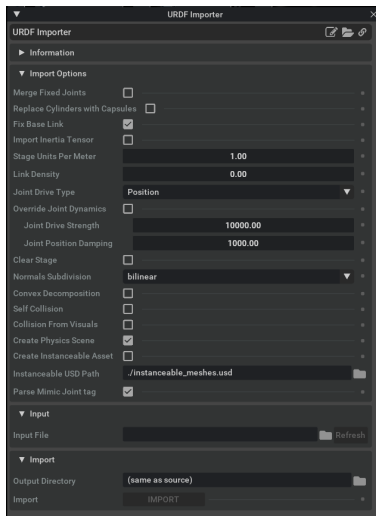 URDF Importer
URDF Importer
Information
Import Options
Merge Fixed Joints
Replace Cylinders with Capsules
Fix Base Link
Import Inertia Tensor
Stage Units Per Meter 1.00
Link Density 0.00
Joint Drive Type Position
Override Joint Dynamics
Joint Drive Strength 10000.00
Joint Position Damping 1000.00
Clear Stage
Normals Subdivision bilinear
Convex Decomposition
Self Collision
Collision From Visuals
Create Physics Scene
Create Instanceable Asset
Instanceable USD Path ./instanceable_meshes.usd
Parse Mimic Joint tag
Input
Input File Refresh
Import
Output Directory (same as source)
Import IMPORT